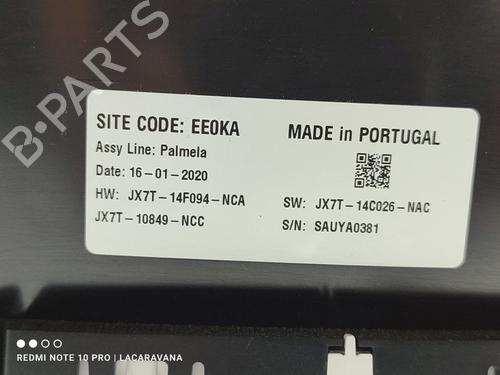 B-PARTS
SITE CODE: EE0KA
MADE in PORTUGAL
Assy Line: Palmela
Date: 16-01-2020
HW: JX7T-14F094-NCA
SW: JX7T-14C026-NAC
JX7T-10849-NCC
S/N: SAUYA0381
REDMI NOTE 10 PRO | LACARAVANA